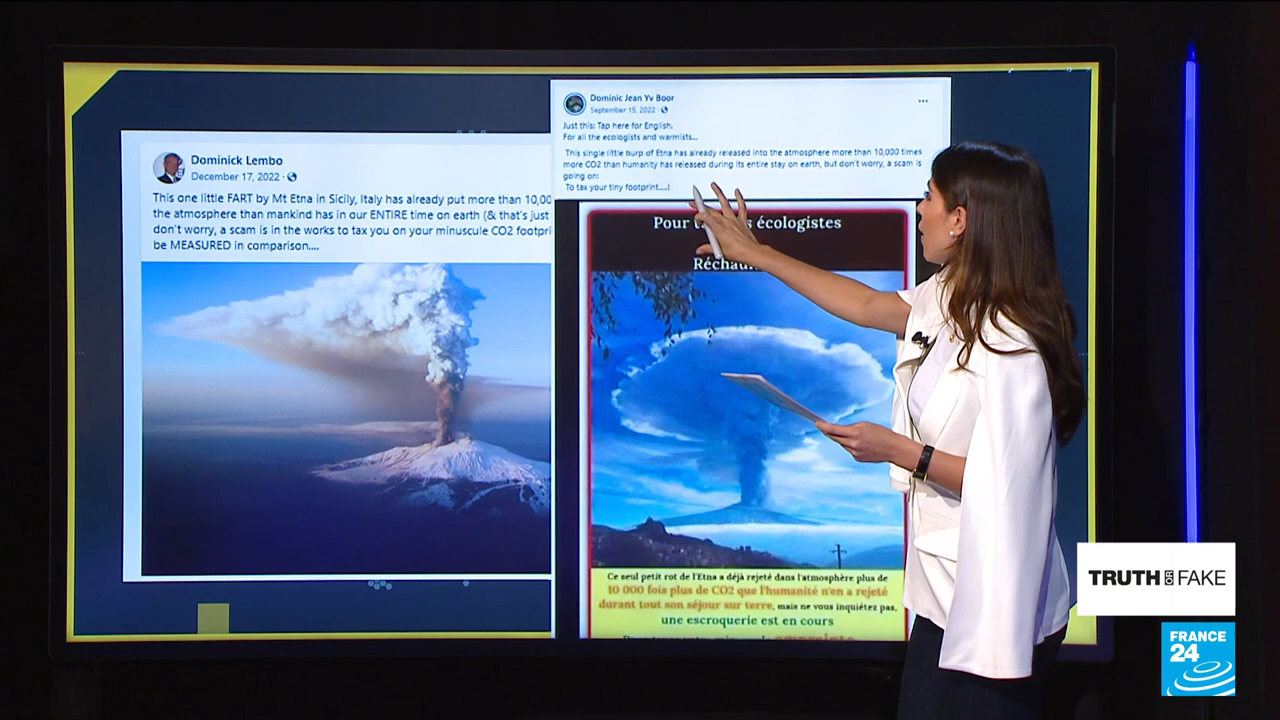 Dominick Lembo
December 17, 2022
This one little FART by Mt Etna in Sicily, Italy has already put more than 10,00
the atmosphere than mankind has in our ENTIRE time on earth (& that's just
don't worry, a scam is in the works to tax you on your minuscule CO2 footpri
be MEASURED in comparison....
Dominic Jean Yv Boor
September 15, 2022
Just this: Tap here for English.
For all the ecologists and warmists...
This single little burp of Etna has already released into the atmosphere more than 10,000 times
more CO2 than humanity has released during its entire stay on earth, but don't worry, a scam is
going on:
To tax your tiny footprint.....!
Pour écologistes
Ce seul petit rot de l'Etna a déjà rejeté dans l'atmosphère plus de
10 000 fois plus de CO2 que l'humanité n'en a rejeté
durant tout son séjour sur terre, mais ne vous inquiétez pas,
une escroquerie est en cours
TRUTH OR FAKE
FRANCE
24